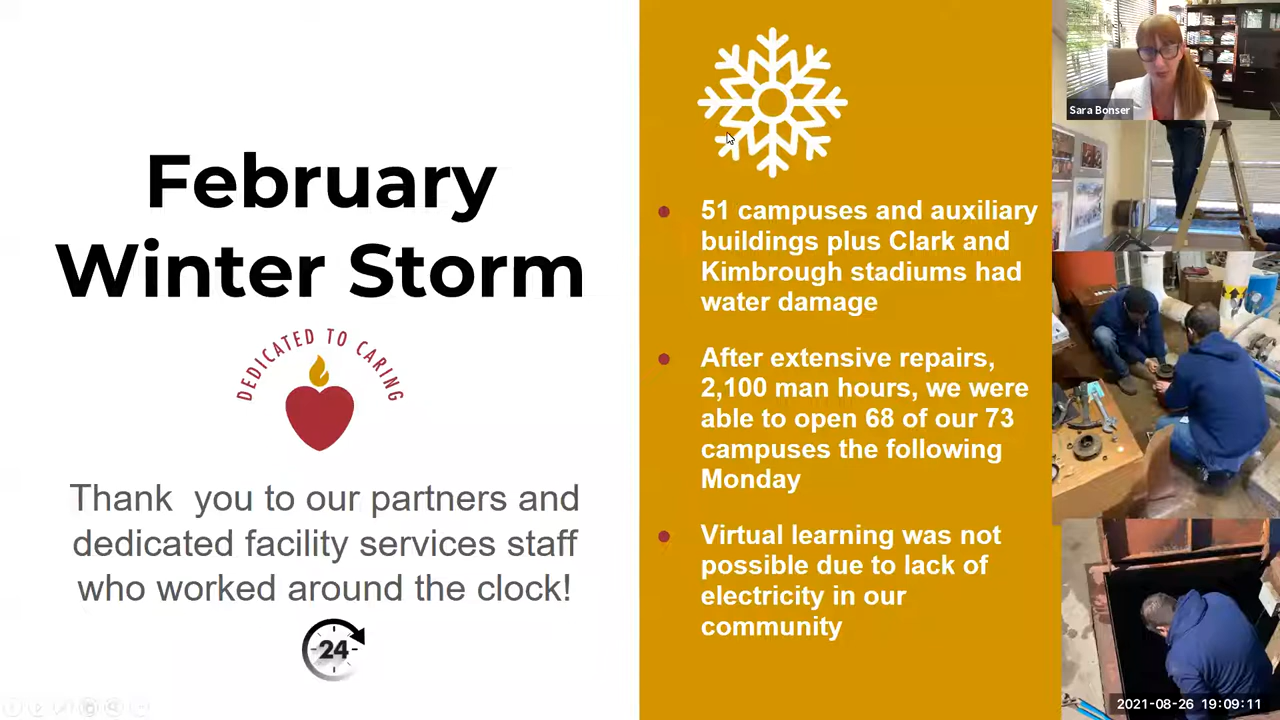 February
Winter Storm
DEDICATED TO CARING
Thank  you to our partners and
dedicated facility services staff
who worked around the clock!
24
51 campuses and auxiliary
buildings plus Clark and
Kimbrough stadiums had
water damage
After extensive repairs,
2,100 man hours, we were
able to open 68 of our 73
campuses the following
Monday
Virtual learning was not
possible due to lack of
electricity in our
community
Sara Bonser
2021-08-26 19:09:11